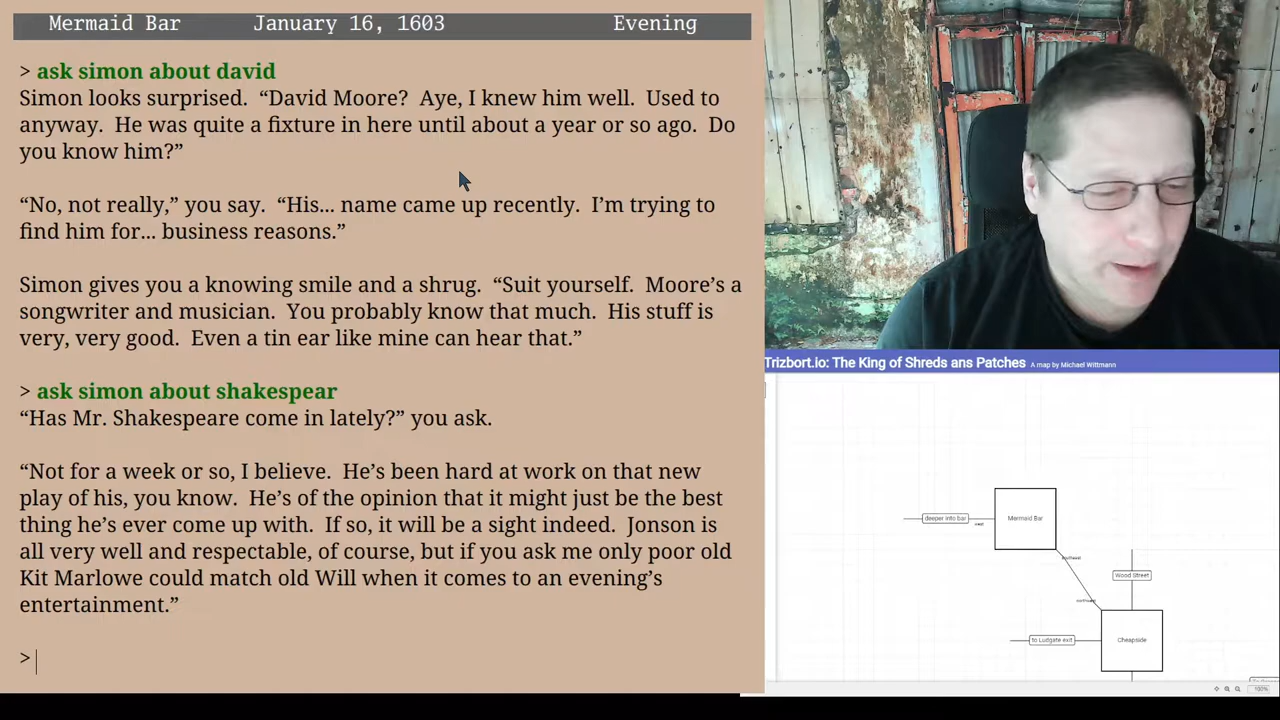 Mermaid Bar January 16, 1603 Evening
> ask simon about david
Simon looks surprised. “David Moore? Aye, I knew him well. Used to
anyway. He was quite a fixture in here until about a year or so ago. Do
you know him?”
“No, not really,” you say. “His... name came up recently. I’m trying to
find him for... business reasons.”
Simon gives you a knowing smile and a shrug. “Suit yourself. Moore’s a
songwriter and musician. You probably know that much. His stuff is
very, very good. Even a tin ear like mine can hear that.”
> ask simon about shakespear
“Has Mr. Shakespeare come in lately?” you ask.
“Not for a week or so, I believe. He’s been hard at work on that new
play of his, you know. He’s of the opinion that it might just be the best
thing he’s ever come up with. If so, it will be a sight indeed. Jonson is
all very well and respectable, of course, but if you ask me only poor old
Kit Marlowe could match old Will when it comes to an evening’s
entertainment.”
>
Trizbort.io: The King of Shreds ans Patches A map by Michael Wittmann
deeper into bar
west
Mermaid Bar
southeast
Wood Street
northwest
to Ludgate exit
Cheapside
100%